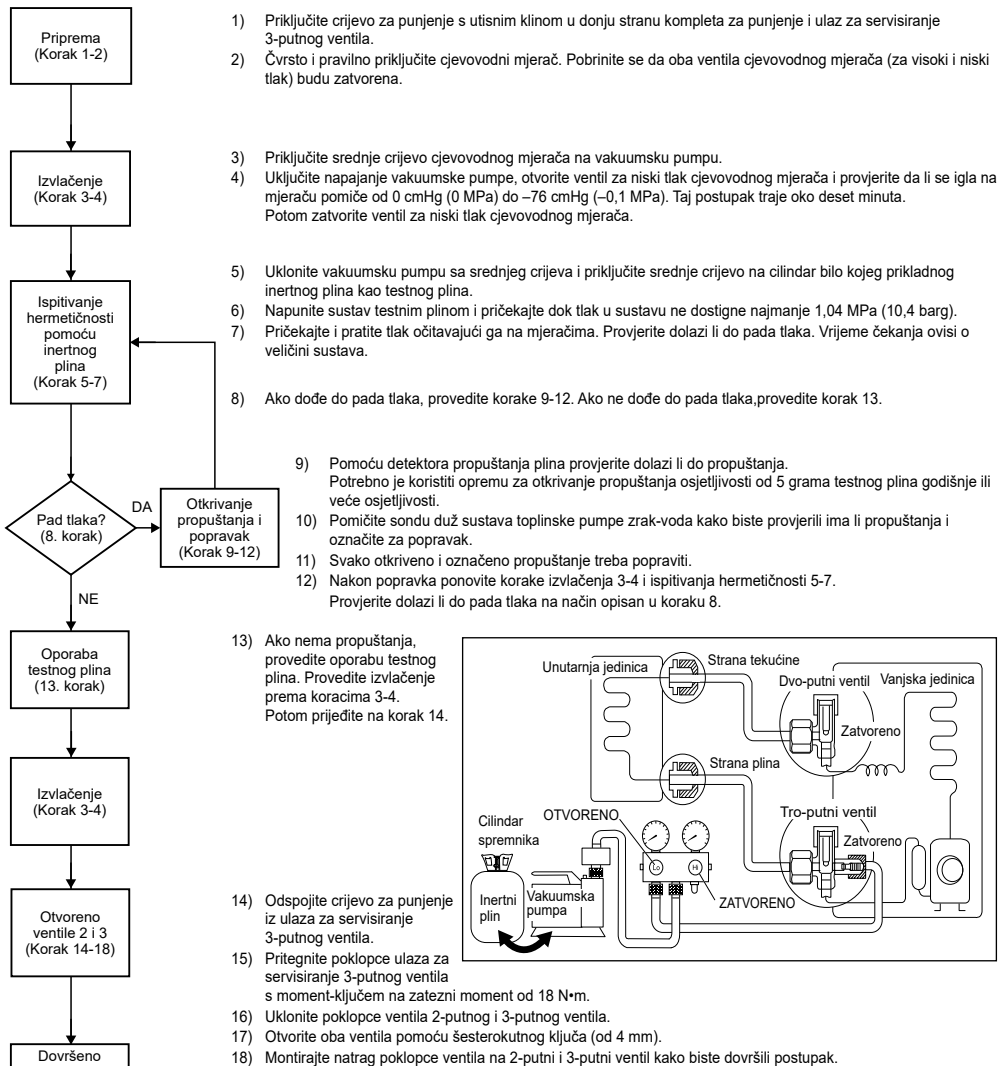 Priprema
(Korak 1-2)
1) Priključite crijevo za punjenje s utisnim klinom u donju stranu kompleta za punjenje i ulaz za servisiranje
3-putnog ventila.
2) Čvrsto i pravilno priključite cjevovodni mjerač. Pobrinite se da oba ventila cjevovodnog mjerača (za visoki i niski
tlak) budu zatvorena.
Izvlačenje
(Korak 3-4)
3) Priključite srednje crijevo cjevovodnog mjerača na vakuumsku pumpu.
4) Uključite napajanje vakuumske pumpe, otvorite ventil za niski tlak cjevovodnog mjerača i provjerite da li se igla na
mjeraču pomiče od 0 cmHg (0 MPa) do –76 cmHg (–0,1 MPa). Taj postupak traje oko deset minuta.
Potom zatvorite ventil za niski tlak cjevovodnog mjerača.
Ispitivanje
hermetičnosti
pomoću
inertnog
plina
(Korak 5-7)
5) Uklonite vakuumsku pumpu sa srednjeg crijeva i priključite srednje crijevo na cilindar bilo kojeg prikladnog
inertnog plina kao testnog plina.
6) Napunite sustav testnim plinom i pričekajte dok tlak u sustavu ne dostigne najmanje 1,04 MPa (10,4 barg).
7) Pričekajte i pratite tlak očitavajući ga na mjeračima. Provjerite dolazi li do pada tlaka. Vrijeme čekanja ovisi o
veličini sustava.
8) Ako dođe do pada tlaka, provedite korake 9-12. Ako ne dođe do pada tlaka,provedite korak 13.
Pad tlaka?
(8. korak)
DA
NE
Otkrivanje
propuštanja i
popravak
(Korak 9-12)
9) Pomoću detektora propuštanja plina provjerite dolazi li do propuštanja.
Potrebno je koristiti opremu za otkrivanje propuštanja osjetljivosti od 5 grama testnog plina godišnje ili
veće osjetljivosti.
10) Pomičite sondu duž sustava toplinske pumpe zrak-voda kako biste provjerili ima li propuštanja i
označite za popravak.
11) Svako otkriveno i označeno propuštanje treba popraviti.
12) Nakon popravka ponovite korake izvlačenja 3-4 i ispitivanja hermetičnosti 5-7.
Provjerite dolazi li do pada tlaka na način opisan u koraku 8.
Oporaba
testnog plina
(13. korak)
13) Ako nema propuštanja,
provedite oporabu testnog
plina. Provedite izvlačenje
prema koracima 3-4.
Potom prijeđite na korak 14.
Unutarnja jedinica
Strana tekućine
Dvo-putni ventil
Vanjska jedinica
Zatvoreno
Strana plina
Tro-putni ventil
Zatvoreno
OTVORENO
Cilindar
spremnika
Lo
Hi
ZATVORENO
Inertni
plin
Vakuumska
pumpa
Izvlačenje
(Korak 3-4)
Otvoreno
ventile 2 i 3
(Korak 14-18)
14) Odspojite crijevo za punjenje
iz ulaza za servisiranje
3-putnog ventila.
15) Pritegnite poklopce ulaza za
servisiranje 3-putnog ventila
s moment-ključem na zatezni moment od 18 N•m.
16) Uklonite poklopce ventila 2-putnog i 3-putnog ventila.
17) Otvorite oba ventila pomoću šesterokutnog ključa (od 4 mm).
18) Montirajte natrag poklopce ventila na 2-putni i 3-putni ventil kako biste dovršili postupak.
Dovršeno